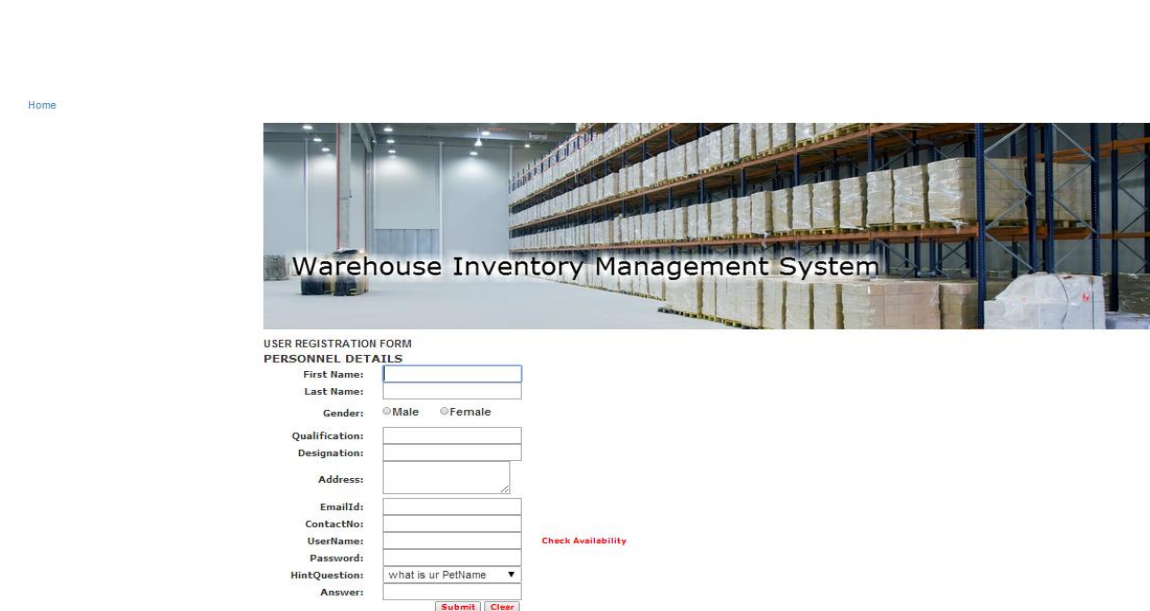 Home
Warehouse Inventory Management System
USER REGISTRATION FORM
PERSONNEL DETAILS
First Name:
Last Name:
Gender: Male Female
Qualification:
Designation:
Address:
EmailId:
ContactNo:
UserName: Check Availability
Password:
HintQuestion: what is ur PetName
Answer:
Submit Clear